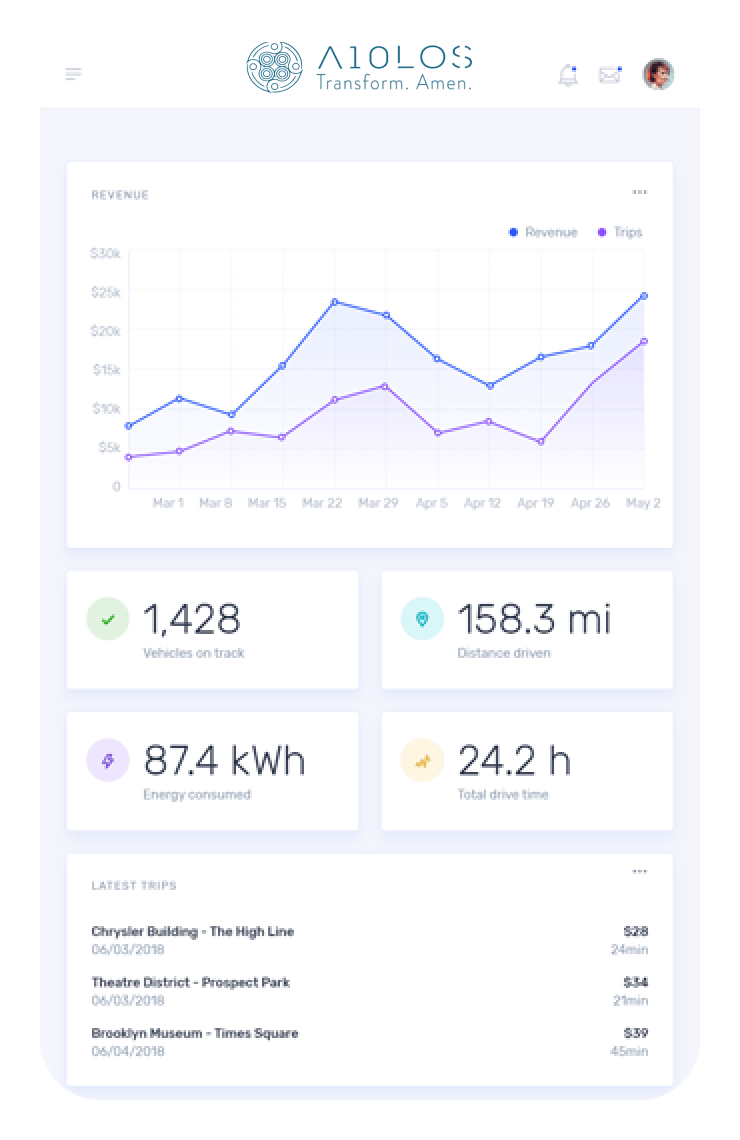 A10LOS
Transform. Amen.
REVENUE
Revenue
Trips
$30k
$25k
$20k
$15k
$10k
$5k
0
Mar 1 Mar 8 Mar 15 Mar 22 Mar 29 Apr 5 Apr 12 Apr 19 Apr 26 May 2
1,428
Vehicles on track
158.3 mi
Distance driven
87.4 kWh
Energy consumed
24.2 h
Total drive time
LATEST TRIPS
Chrysler Building - The High Line $28
06/03/2018 24min
Theatre District - Prospect Park $34
06/03/2018 21min
Brooklyn Museum - Times Square $39
06/04/2018 45min